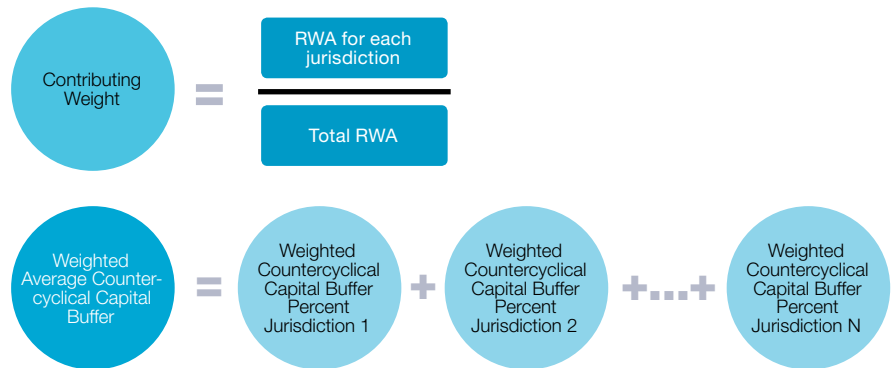 Contributing
Weight
=
RWA for each
jurisdiction
Total RWA
Weighted
Average Counter-
cyclical Capital
Buffer
=
Weighted
Countercyclical
Capital Buffer
Percent
Jurisdiction 1
+
Weighted
Countercyclical
Capital Buffer
Percent
Jurisdiction 2
+....+
Weighted
Countercyclical
Capital Buffer
Percent
Jurisdiction N